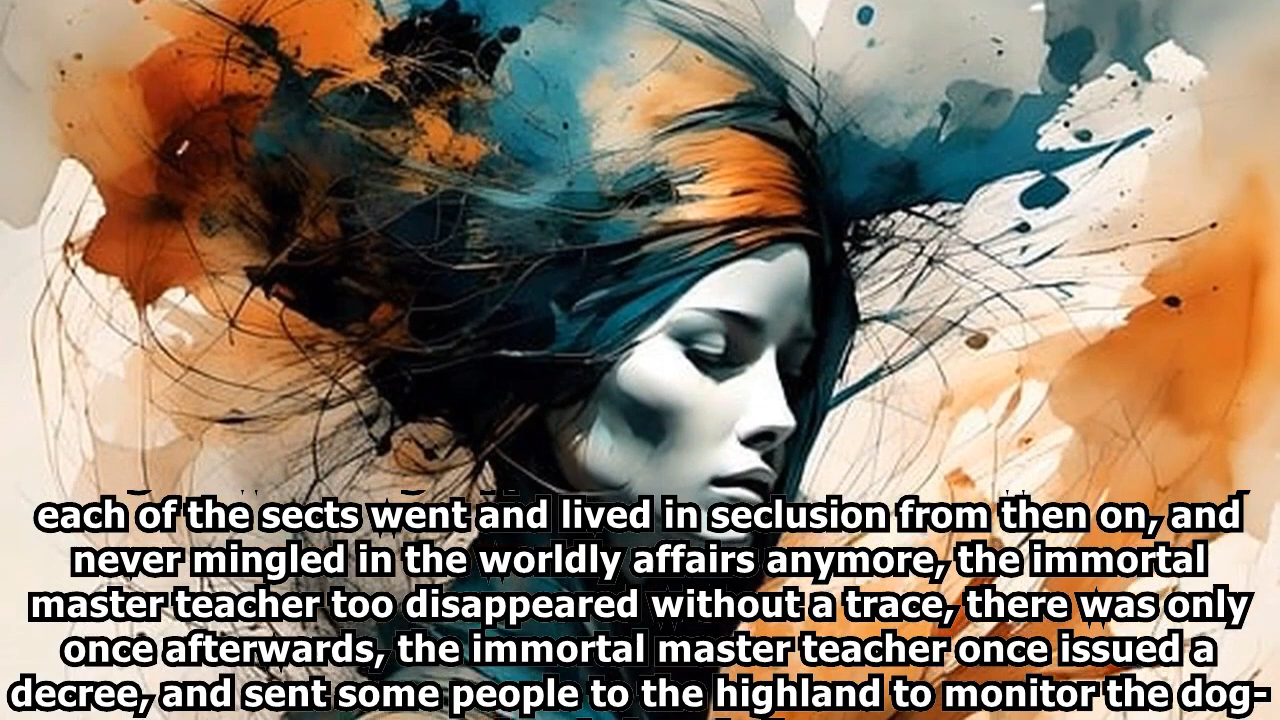 each of the sects went and lived in seclusion from then on, and
never mingled in the worldly affairs anymore, the immortal
master teacher too disappeared without a trace, there was only
once afterwards, the immortal master teacher once issued a
decree, and sent some people to the highland to monitor the dog-